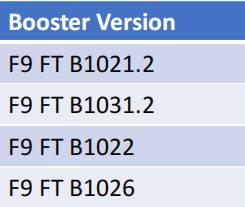 Booster Version
F9 FT B1021.2
F9 FT B1031.2
F9 FT B1022
F9 FT B1026